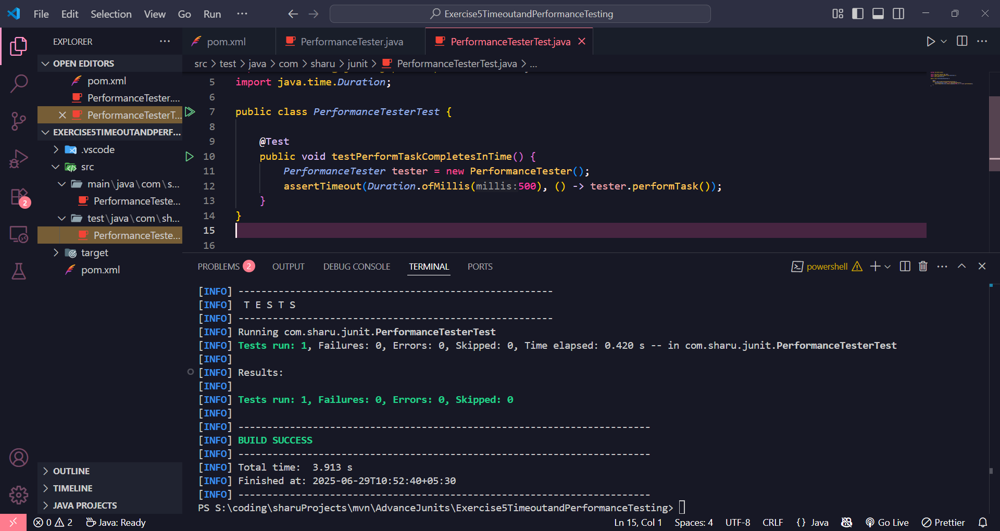 File Edit Selection View Go Run ···
Exercise5TimeoutandPerformanceTesting
EXPLORER
OPEN EDITORS
pom.xml
PerformanceTester....
PerformanceTesterT...
EXERCISE5TIMEOUTANDPERF...
.vscode
src
main\java\com\s...
PerformanceTeste...
test\java\com\sh...
PerformanceTeste...
target
pom.xml
OUTLINE
TIMELINE
JAVA PROJECTS
2
pom.xml PerformanceTester.java PerformanceTesterTest.java
src > test > java > com > sharu > junit > PerformanceTesterTest.java > ...
5 import java.time.Duration;
6
7 public class PerformanceTesterTest {
8
9 @Test
10 public void testPerformTaskCompletesInTime() {
11 PerformanceTester tester = new PerformanceTester();
12 assertTimeout(Duration.ofMillis(millis:500), () -> tester.performTask());
13 }
14 }
15
16
PROBLEMS 2 OUTPUT DEBUG CONSOLE TERMINAL PORTS
powershell
[INFO] -------------------------------------------------------
[INFO]  T E S T S
[INFO] -------------------------------------------------------
[INFO] Running com.sharu.junit.PerformanceTesterTest
[INFO] Tests run: 1, Failures: 0, Errors: 0, Skipped: 0, Time elapsed: 0.420 s -- in com.sharu.junit.PerformanceTesterTest
[INFO]
[INFO] Results:
[INFO]
[INFO] Tests run: 1, Failures: 0, Errors: 0, Skipped: 0
[INFO]
[INFO] ------------------------------------------------------------------------
[INFO] BUILD SUCCESS
[INFO] ------------------------------------------------------------------------
[INFO] Total time:  3.913 s
[INFO] Finished at: 2025-06-29T10:52:40+05:30
[INFO] ------------------------------------------------------------------------
PS S:\coding\sharuProjects\mvn\AdvanceJunits\Exercise5TimeoutandPerformanceTesting>
0 2 Java: Ready Ln 15, Col 1 Spaces: 4 UTF-8 CRLF {} Java Go Live Prettier